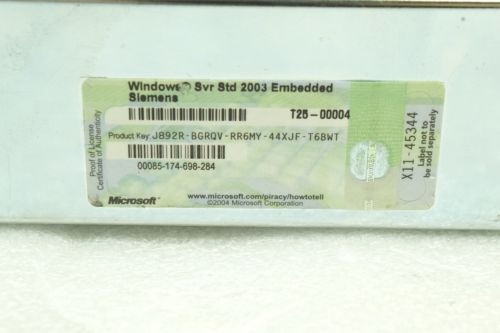 Windows® Svr Std 2003 Embedded
Siemens
T25-00004
Product Key: J892R-BGRQV-RR6MY-44XJF-T6BWT
00085-174-698-284
Proof of License
Certificate of Authenticity
X11-45344
Label not to
be sold separately
Microsoft®
www.microsoft.com/piracy/howtotell
©2004 Microsoft Corporation